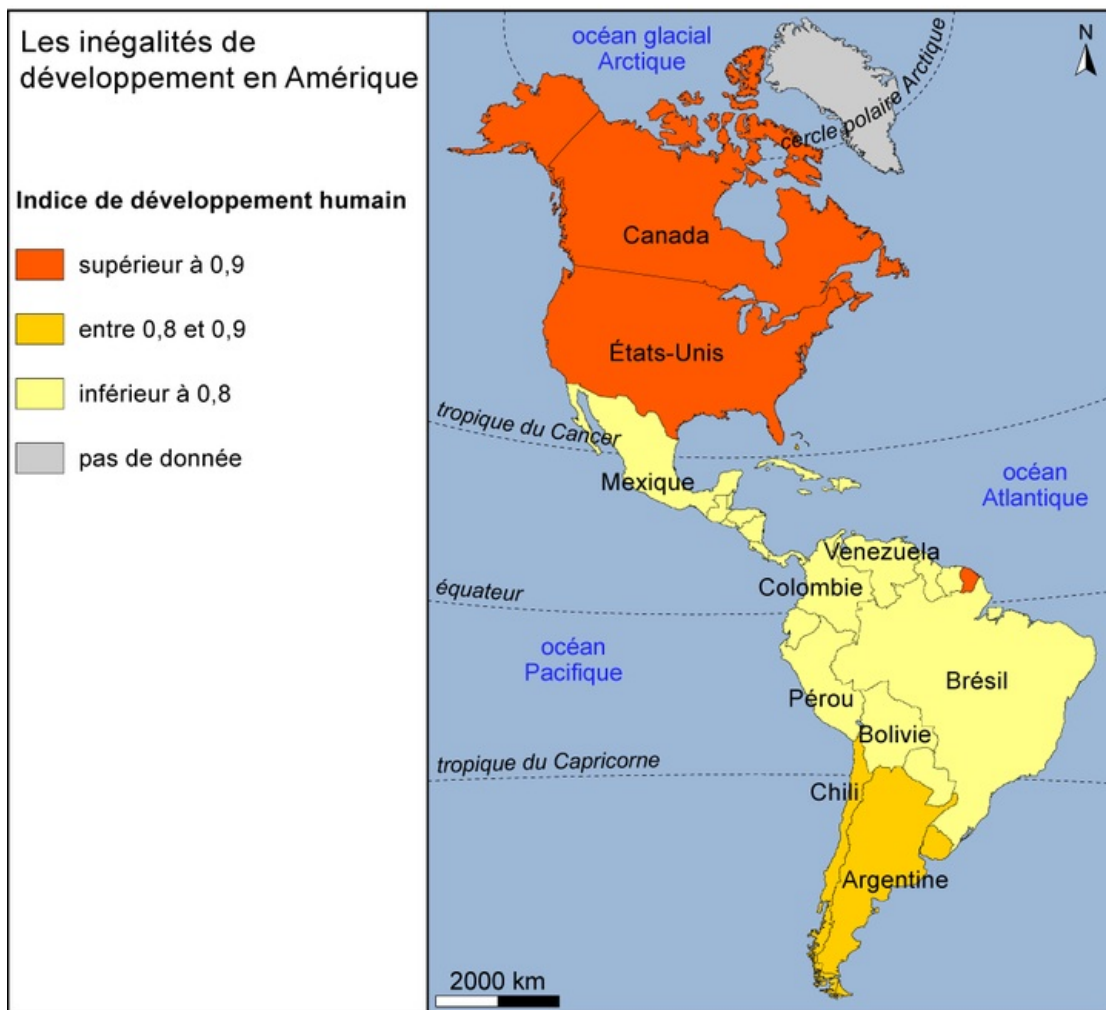 Les inégalités de
développement en Amérique
Indice de développement humain
supérieur à 0,9
entre 0,8 et 0,9
inférieur à 0,8
pas de donnée
océan glacial
Arctique
N
cercle polaire Arctique
Canada
États-Unis
tropique du Cancer
Mexique
océan
Atlantique
Venezuela
Colombie
équateur
océan
Pacifique
Brésil
Pérou
Bolivie
tropique du Capricorne
Chili
Argentine
2000 km